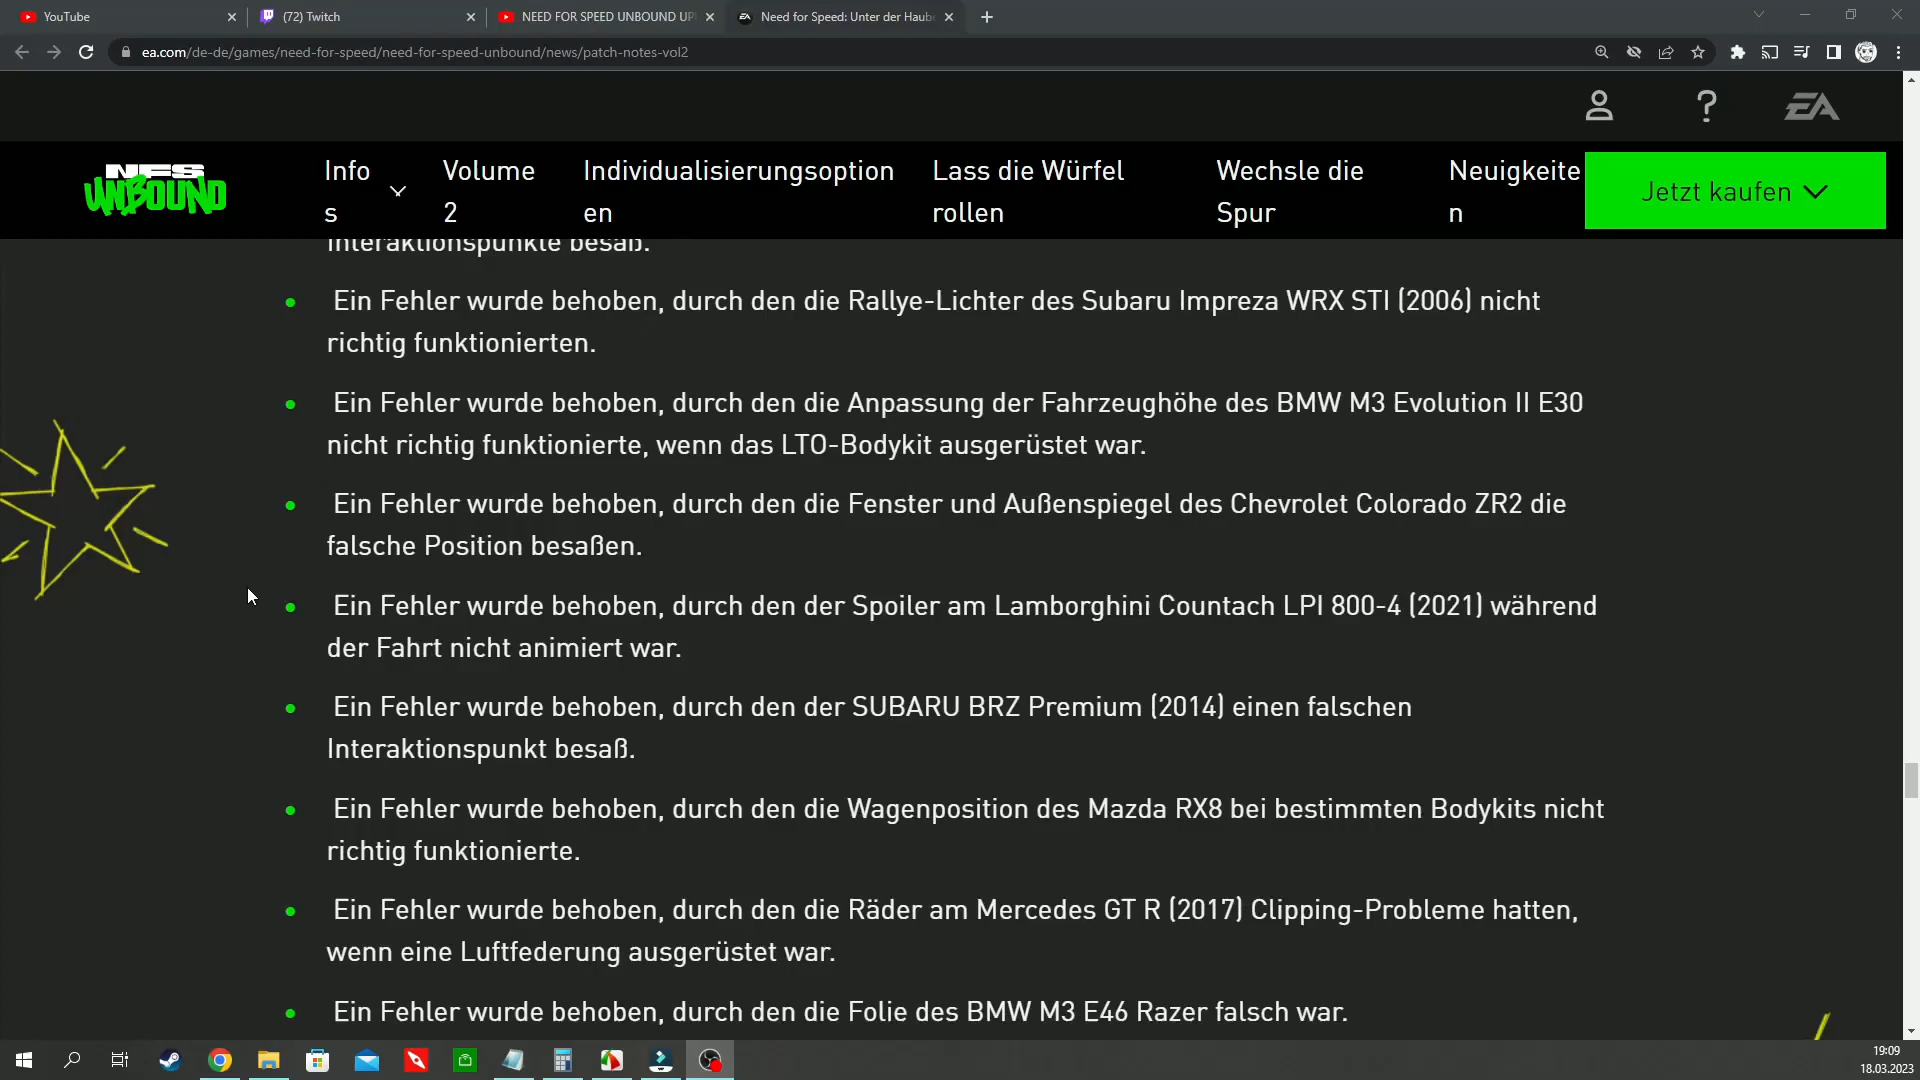 YouTube
(72) Twitch
NEED FOR SPEED UNBOUND UP
Need for Speed: Unter der Haube
ea.com/de-de/games/need-for-speed/need-for-speed-unbound/news/patch-notes-vol2
EA
NFS
UNBOUND
Info
s
Volume
2
Individualisierungsoption
en
Lass die Würfel
rollen
Wechsle die
Spur
Neuigkeite
n
Jetzt kaufen
Interaktionspunkte besaß.
Ein Fehler wurde behoben, durch den die Rallye-Lichter des Subaru Impreza WRX STI (2006) nicht
richtig funktionierten.
Ein Fehler wurde behoben, durch den die Anpassung der Fahrzeughöhe des BMW M3 Evolution II E30
nicht richtig funktionierte, wenn das LTO-Bodykit ausgerüstet war.
Ein Fehler wurde behoben, durch den die Fenster und Außenspiegel des Chevrolet Colorado ZR2 die
falsche Position besaßen.
Ein Fehler wurde behoben, durch den der Spoiler am Lamborghini Countach LPI 800-4 (2021) während
der Fahrt nicht animiert war.
Ein Fehler wurde behoben, durch den der SUBARU BRZ Premium (2014) einen falschen
Interaktionspunkt besaß.
Ein Fehler wurde behoben, durch den die Wagenposition des Mazda RX8 bei bestimmten Bodykits nicht
richtig funktionierte.
Ein Fehler wurde behoben, durch den die Räder am Mercedes GT R (2017) Clipping-Probleme hatten,
wenn eine Luftfederung ausgerüstet war.
Ein Fehler wurde behoben, durch den die Folie des BMW M3 E46 Razer falsch war.
19:09
18.03.2023